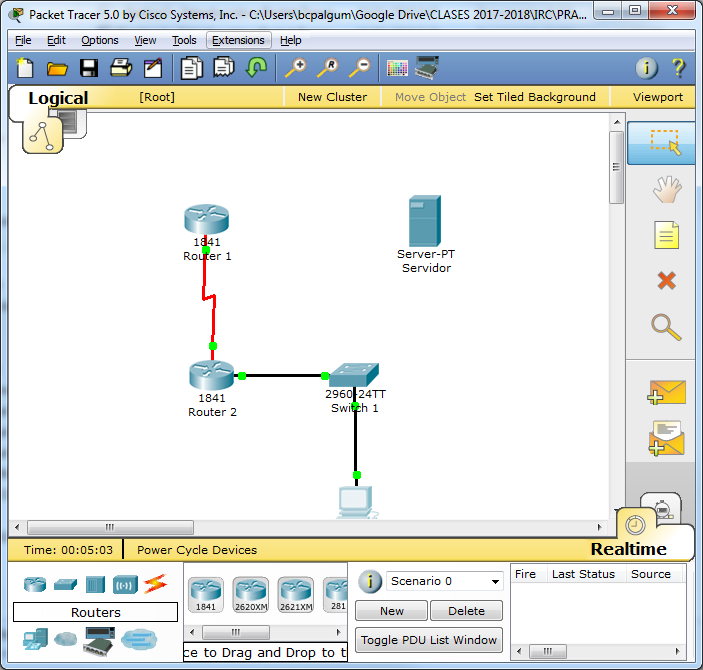 Packet Tracer 5.0 by Cisco Systems, Inc. - C:\Users\bcpalgum\Google Drive\CLASES 2017-2018\IRC\PRA...
File Edit Options View Tools Extensions Help
Logical [Root] New Cluster Move Object Set Tiled Background Viewport
1841
Router 1
Server-PT
Servidor
1841
Router 2
2960-24TT
Switch 1
Time: 00:05:03 Power Cycle Devices
Realtime
Routers
1841 2620XM 2621XM 281
ce to Drag and Drop to t
Scenario 0
New Delete
Toggle PDU List Window
Fire Last Status Source